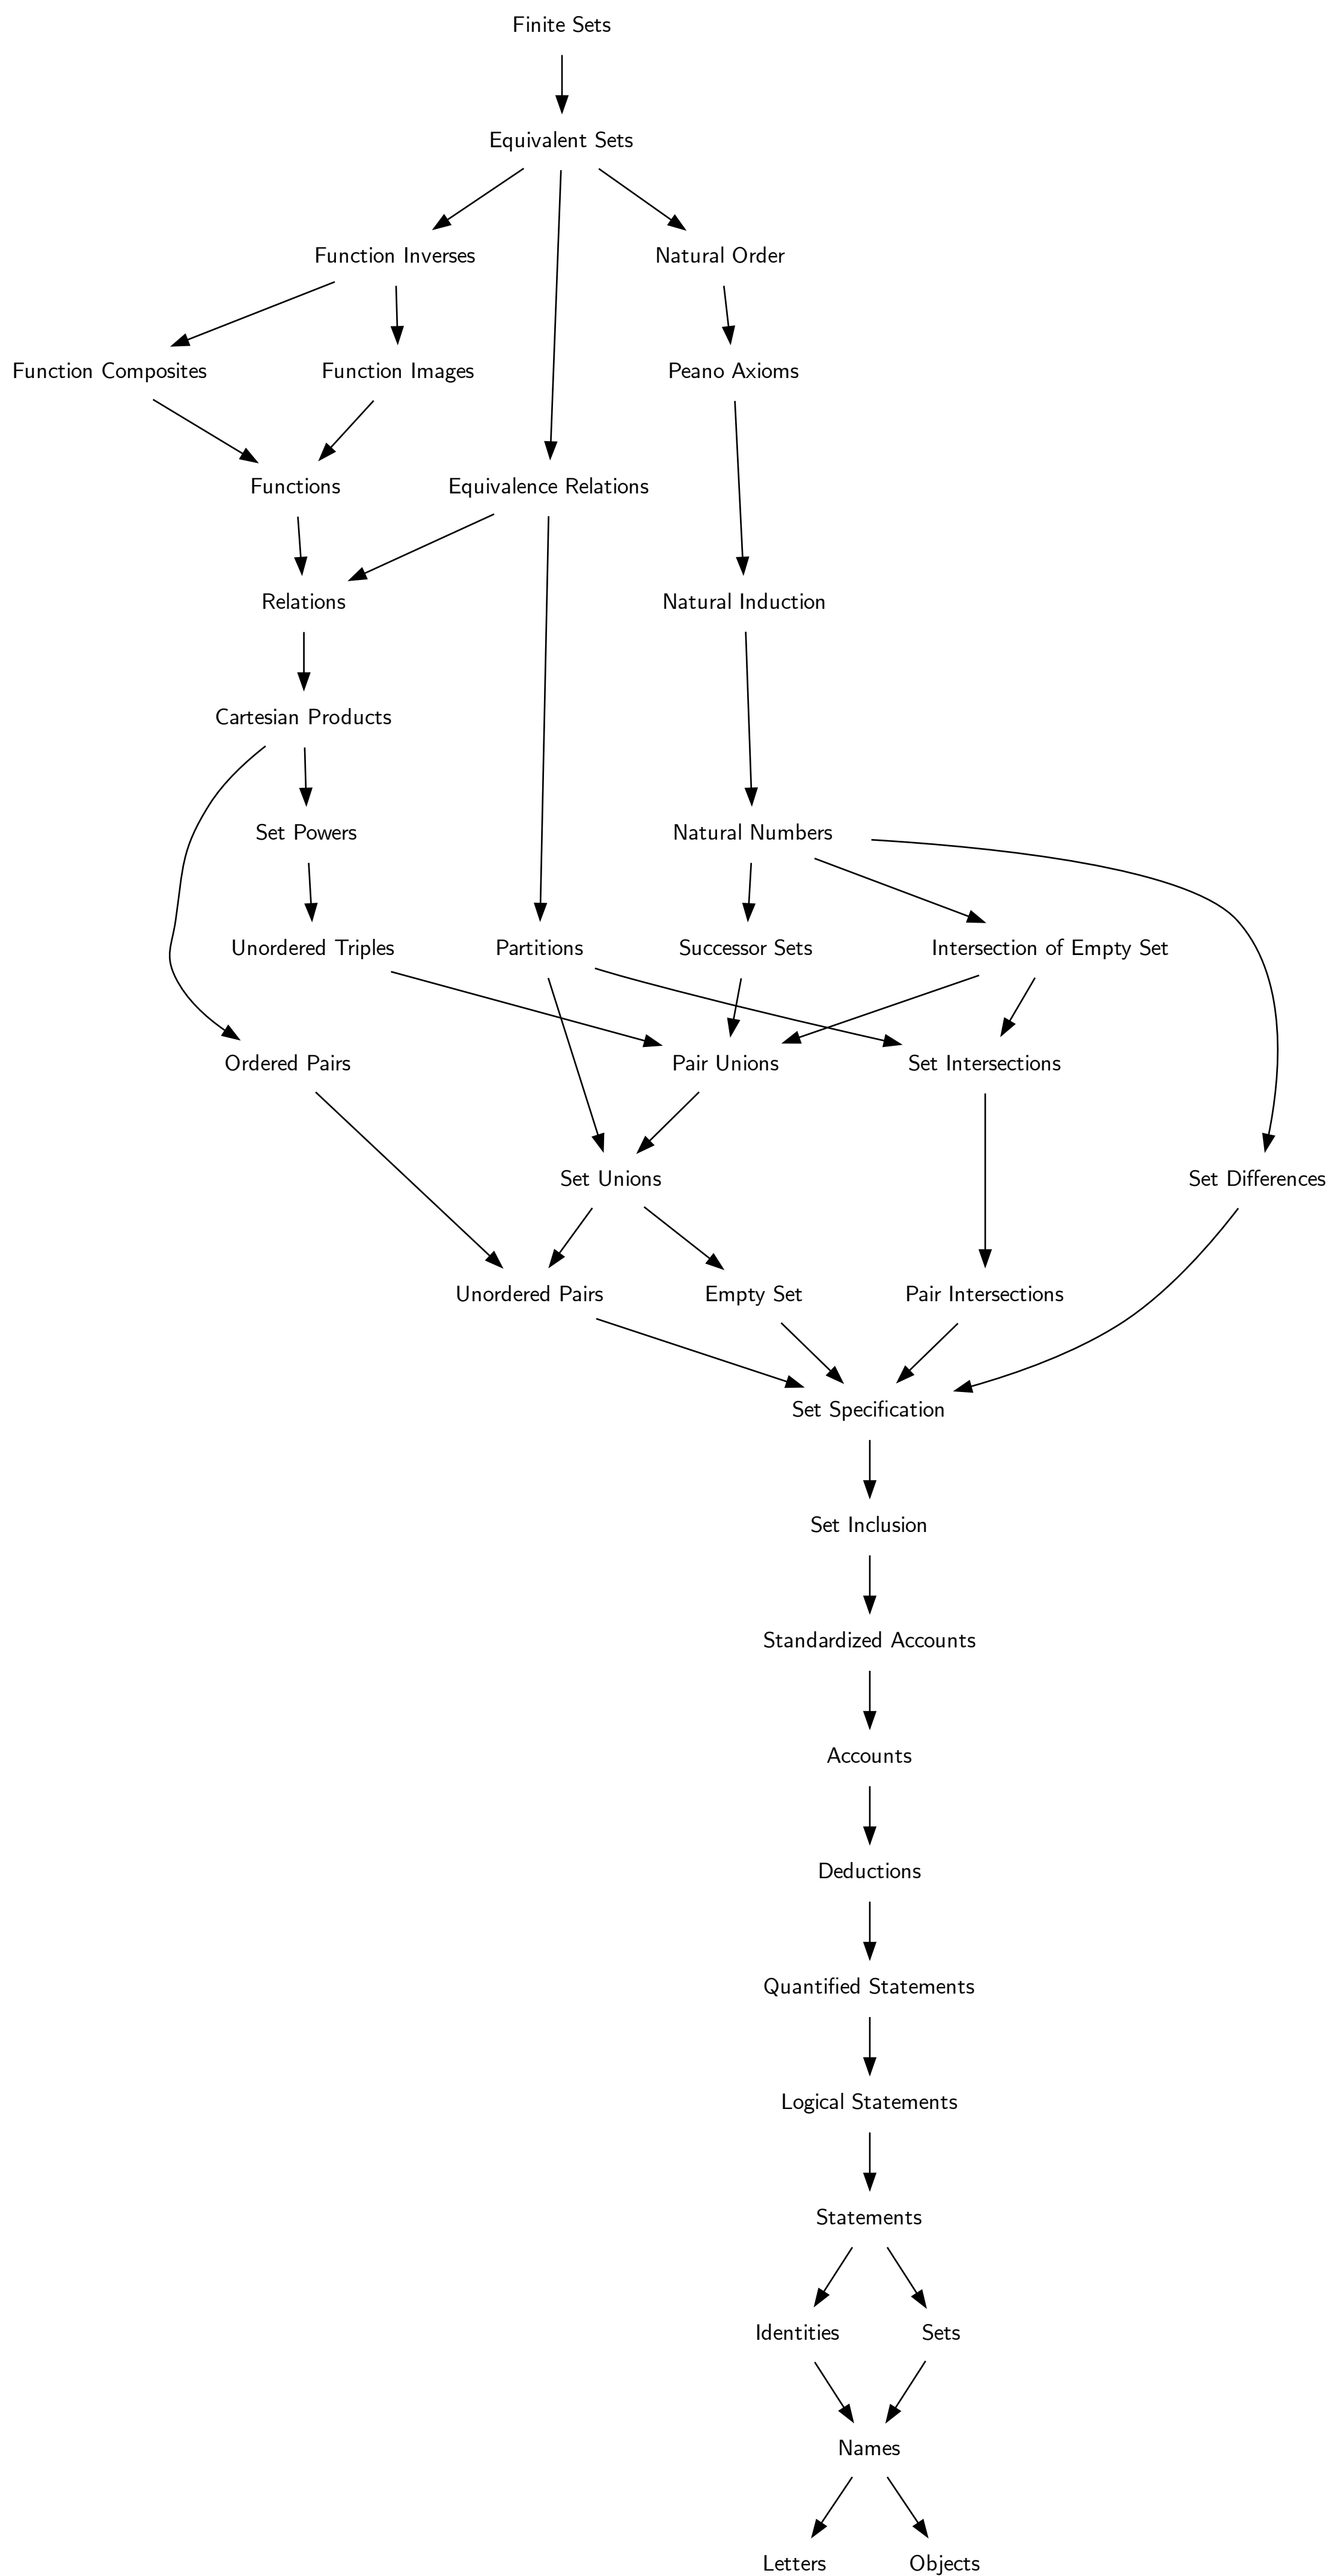 Finite Sets
Equivalent Sets
Function Inverses
Natural Order
Function Composites
Function Images
Peano Axioms
Functions
Equivalence Relations
Relations
Natural Induction
Cartesian Products
Set Powers
Natural Numbers
Unordered Triples
Partitions
Successor Sets
Intersection of Empty Set
Ordered Pairs
Pair Unions
Set Intersections
Set Unions
Set Differences
Unordered Pairs
Empty Set
Pair Intersections
Set Specification
Set Inclusion
Standardized Accounts
Accounts
Deductions
Quantified Statements
Logical Statements
Statements
Identities
Sets
Names
Letters
Objects